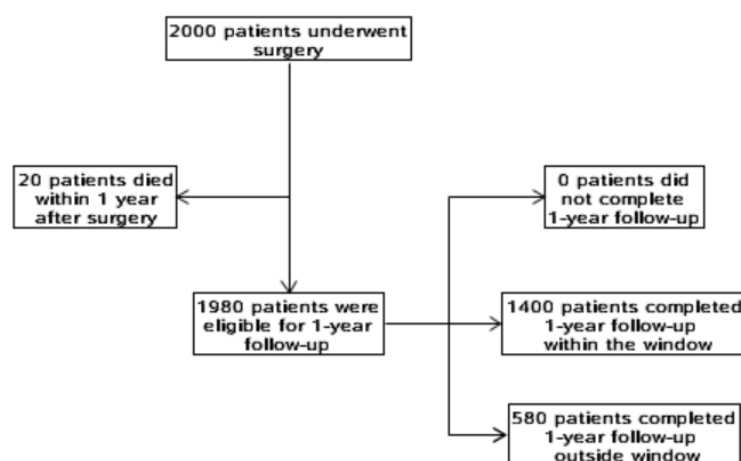 2000 patients underwent
surgery
20 patients died
within 1 year
after surgery
0 patients did
not complete
1-year follow-up
1980 patients were
eligible for 1-year
follow-up
1400 patients completed
1-year follow-up
within the window
580 patients completed
1-year follow-up
outside window